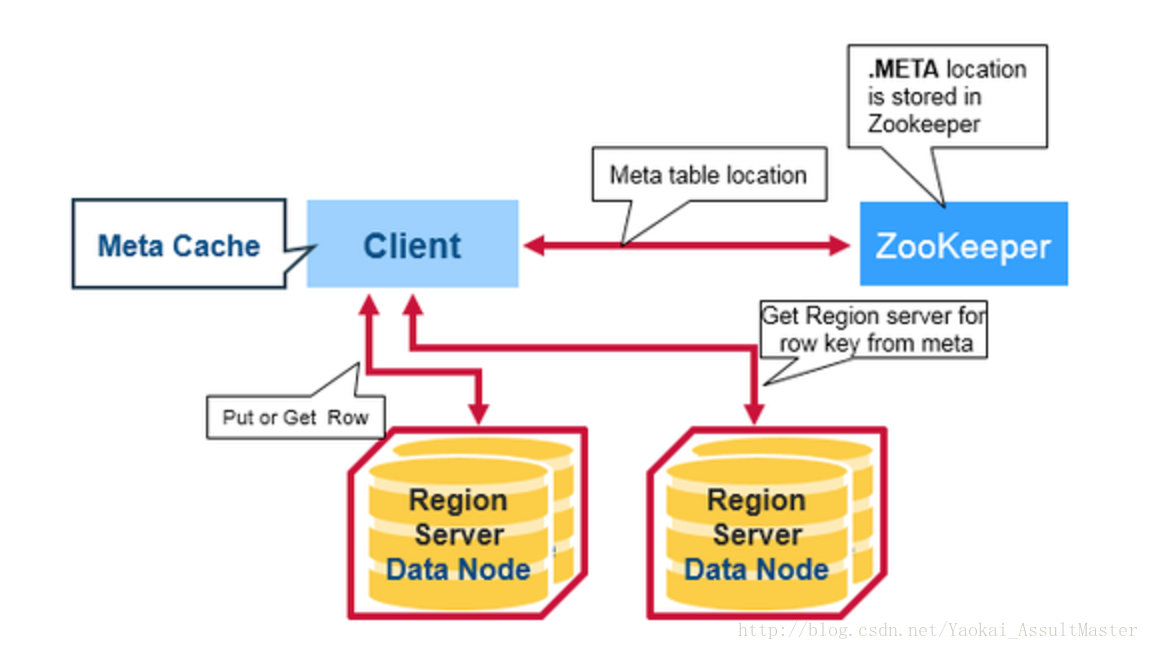 .META location
is stored in
Zookeeper
Meta table location
Meta Cache
Client
ZooKeeper
Get Region server for
row key from meta
Put or Get Row
Region
Server
Data Node
Region
Server
Data Node
http://blog.csdn.net/Yaokai_AssultMaster